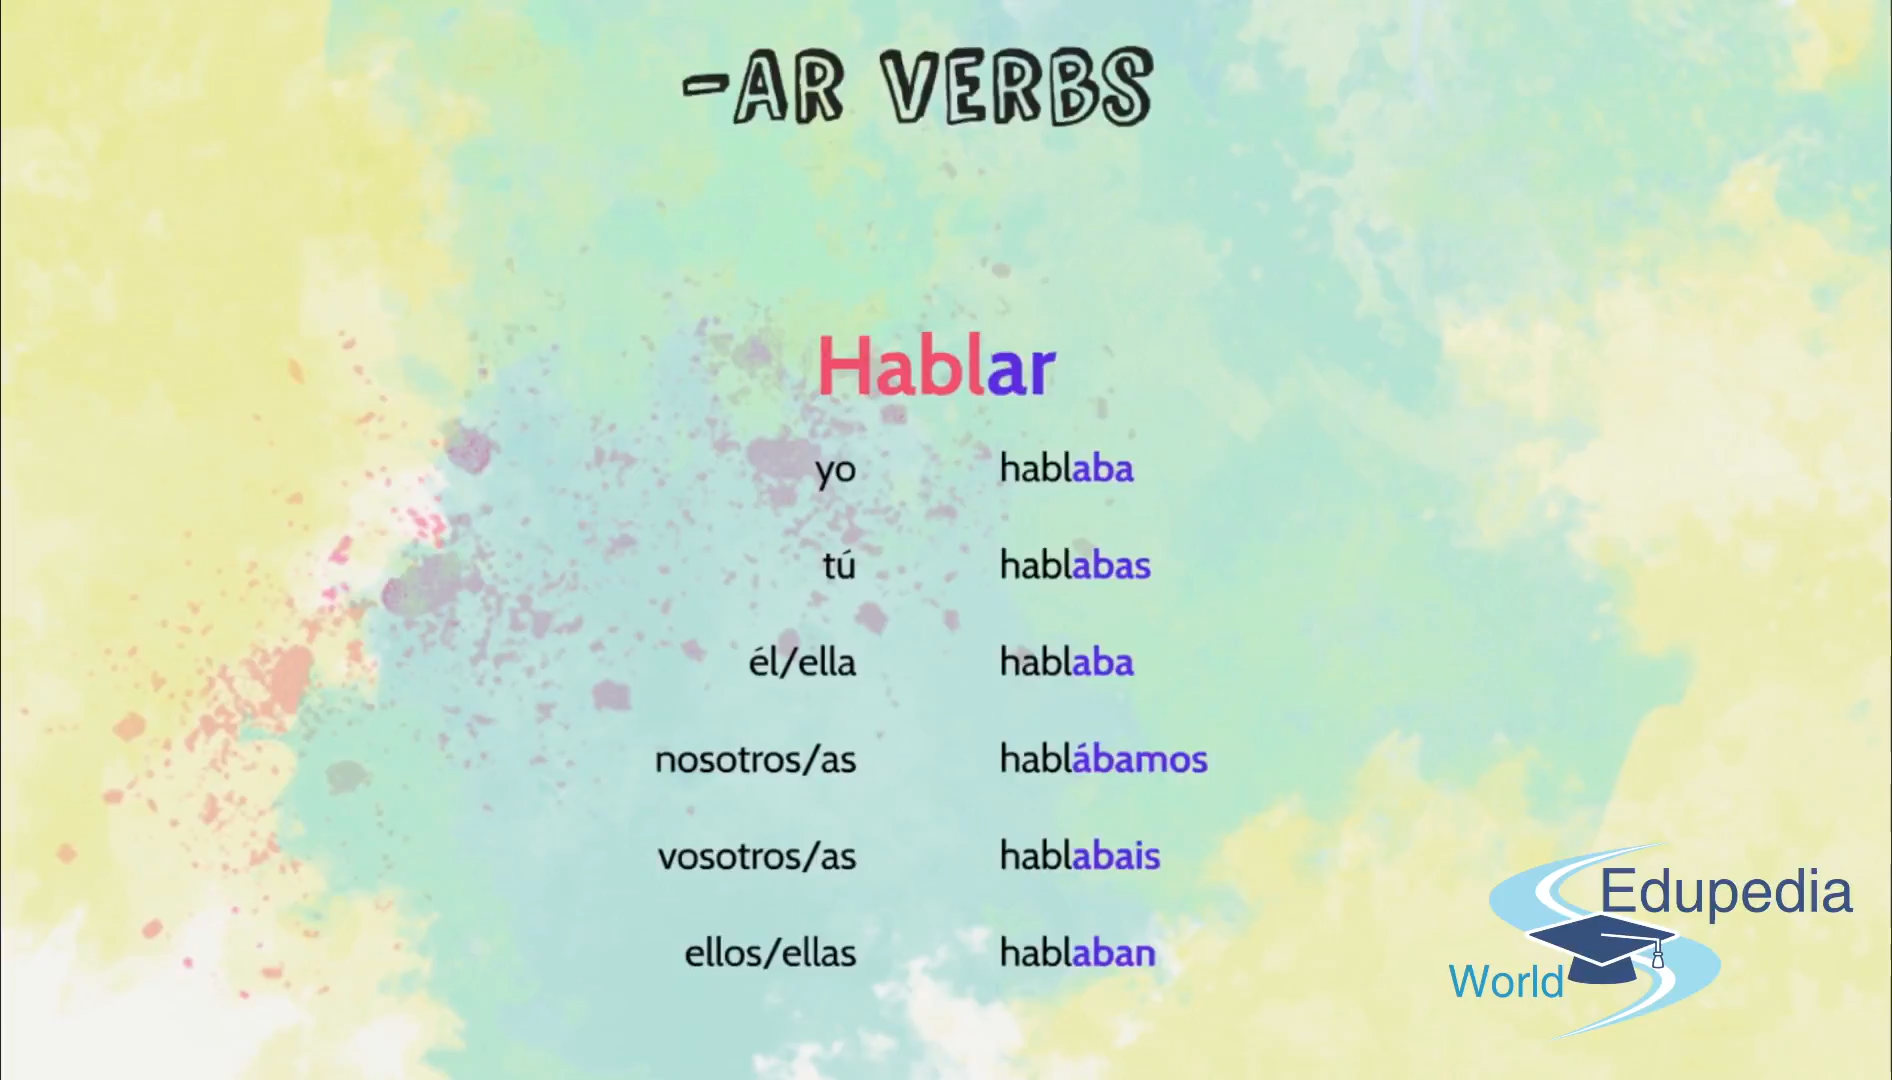 -AR VERBS
Hablar
yo hablaba
tú hablabas
él/ella hablaba
nosotros/as hablábamos
vosotros/as hablabais
ellos/ellas hablaban
Edupedia
World